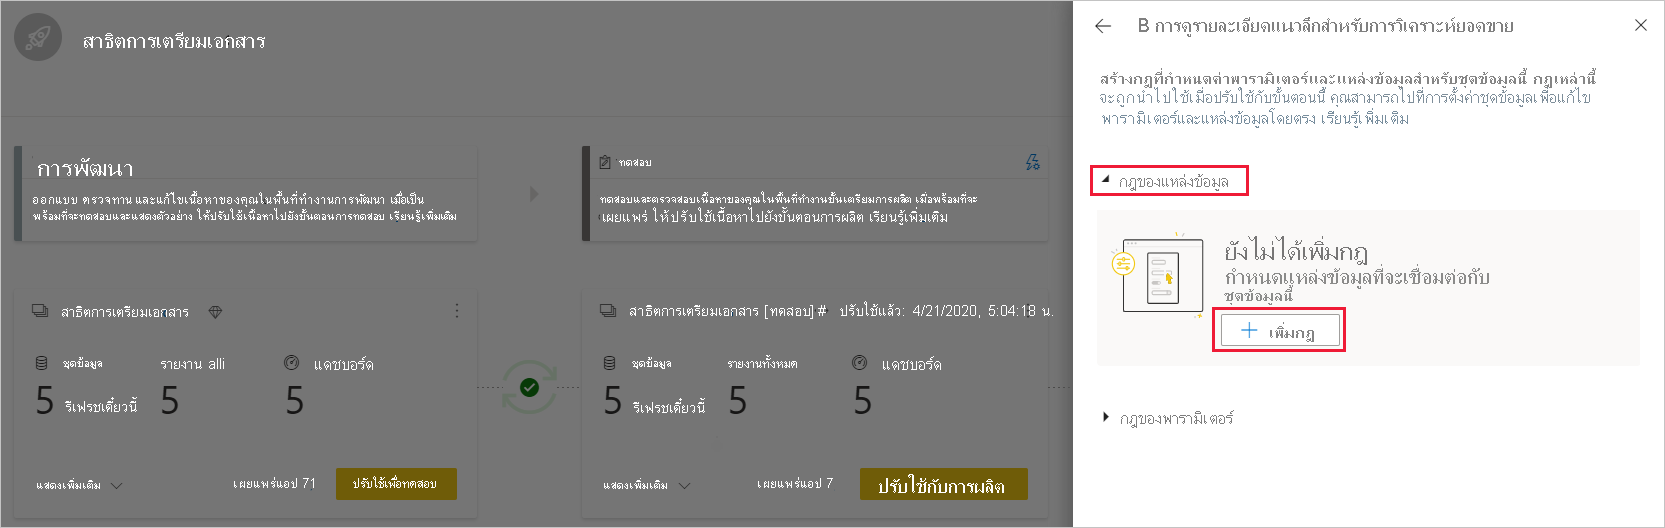 สาธิตการเตรียมเอกสาร
การพัฒนา
ออกแบบ ตรวจทาน และแก้ไขเนื้อหาของคุณในพื้นที่ทำงานการพัฒนา เมื่อเป็น
พร้อมที่จะทดสอบและแสดงตัวอย่าง ให้ปรับใช้เนื้อหาไปยังขั้นตอนการทดสอบ เรียนรู้เพิ่มเติม
ทดสอบ
ทดสอบและตรวจสอบเนื้อหาของคุณในพื้นที่ทำงานขั้นเตรียมการผลิต เมื่อพร้อมที่จะ
เผยแพร่ ให้ปรับใช้เนื้อหาไปยังขั้นตอนการผลิต เรียนรู้เพิ่มเติม
สาธิตการเตรียมเอกสาร
ชุดข้อมูล รายงาน alli แดชบอร์ด
5 รีเฟรชเดี๋ยวนี้ 5 5
แสดงเพิ่มเติม เผยแพร่แอป 71 ปรับใช้เพื่อทดสอบ
สาธิตการเตรียมเอกสาร [ทดสอบ] # ปรับใช้แล้ว: 4/21/2020, 5:04:18 น.
ชุดข้อมูล รายงานทั้งหมด แดชบอร์ด
5 รีเฟรชเดี๋ยวนี้ 5 5
แสดงเพิ่มเติม เผยแพร่แอป 7 ปรับใช้กับการผลิต
B การดูรายละเอียดแนวลึกสำหรับการวิเคราะห์ยอดขาย
สร้างกฎที่กำหนดค่าพารามิเตอร์และแหล่งข้อมูลสำหรับชุดข้อมูลนี้ กฎเหล่านี้
จะถูกนำไปใช้เมื่อปรับใช้กับขั้นตอนนี้ คุณสามารถไปที่การตั้งค่าชุดข้อมูลเพื่อแก้ไข
พารามิเตอร์และแหล่งข้อมูลโดยตรง เรียนรู้เพิ่มเติม
กฎของแหล่งข้อมูล
ยังไม่ได้เพิ่มกฎ
กำหนดแหล่งข้อมูลที่จะเชื่อมต่อกับ
ชุดข้อมูลนี้
เพิ่มกฎ
กฎของพารามิเตอร์